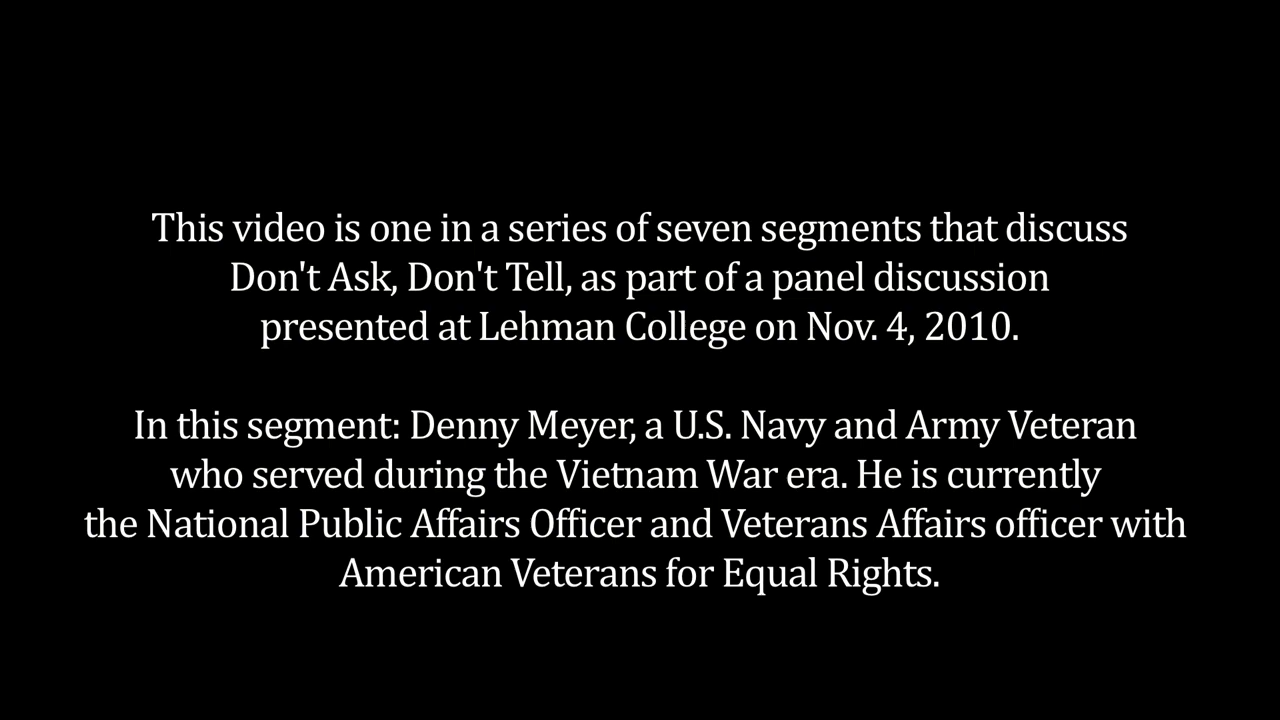 This video is one in a series of seven segments that discuss
Don't Ask, Don't Tell, as part of a panel discussion
presented at Lehman College on Nov. 4, 2010.
In this segment: Denny Meyer, a U.S. Navy and Army Veteran
who served during the Vietnam War era. He is currently
the National Public Affairs Officer and Veterans Affairs officer with
American Veterans for Equal Rights.